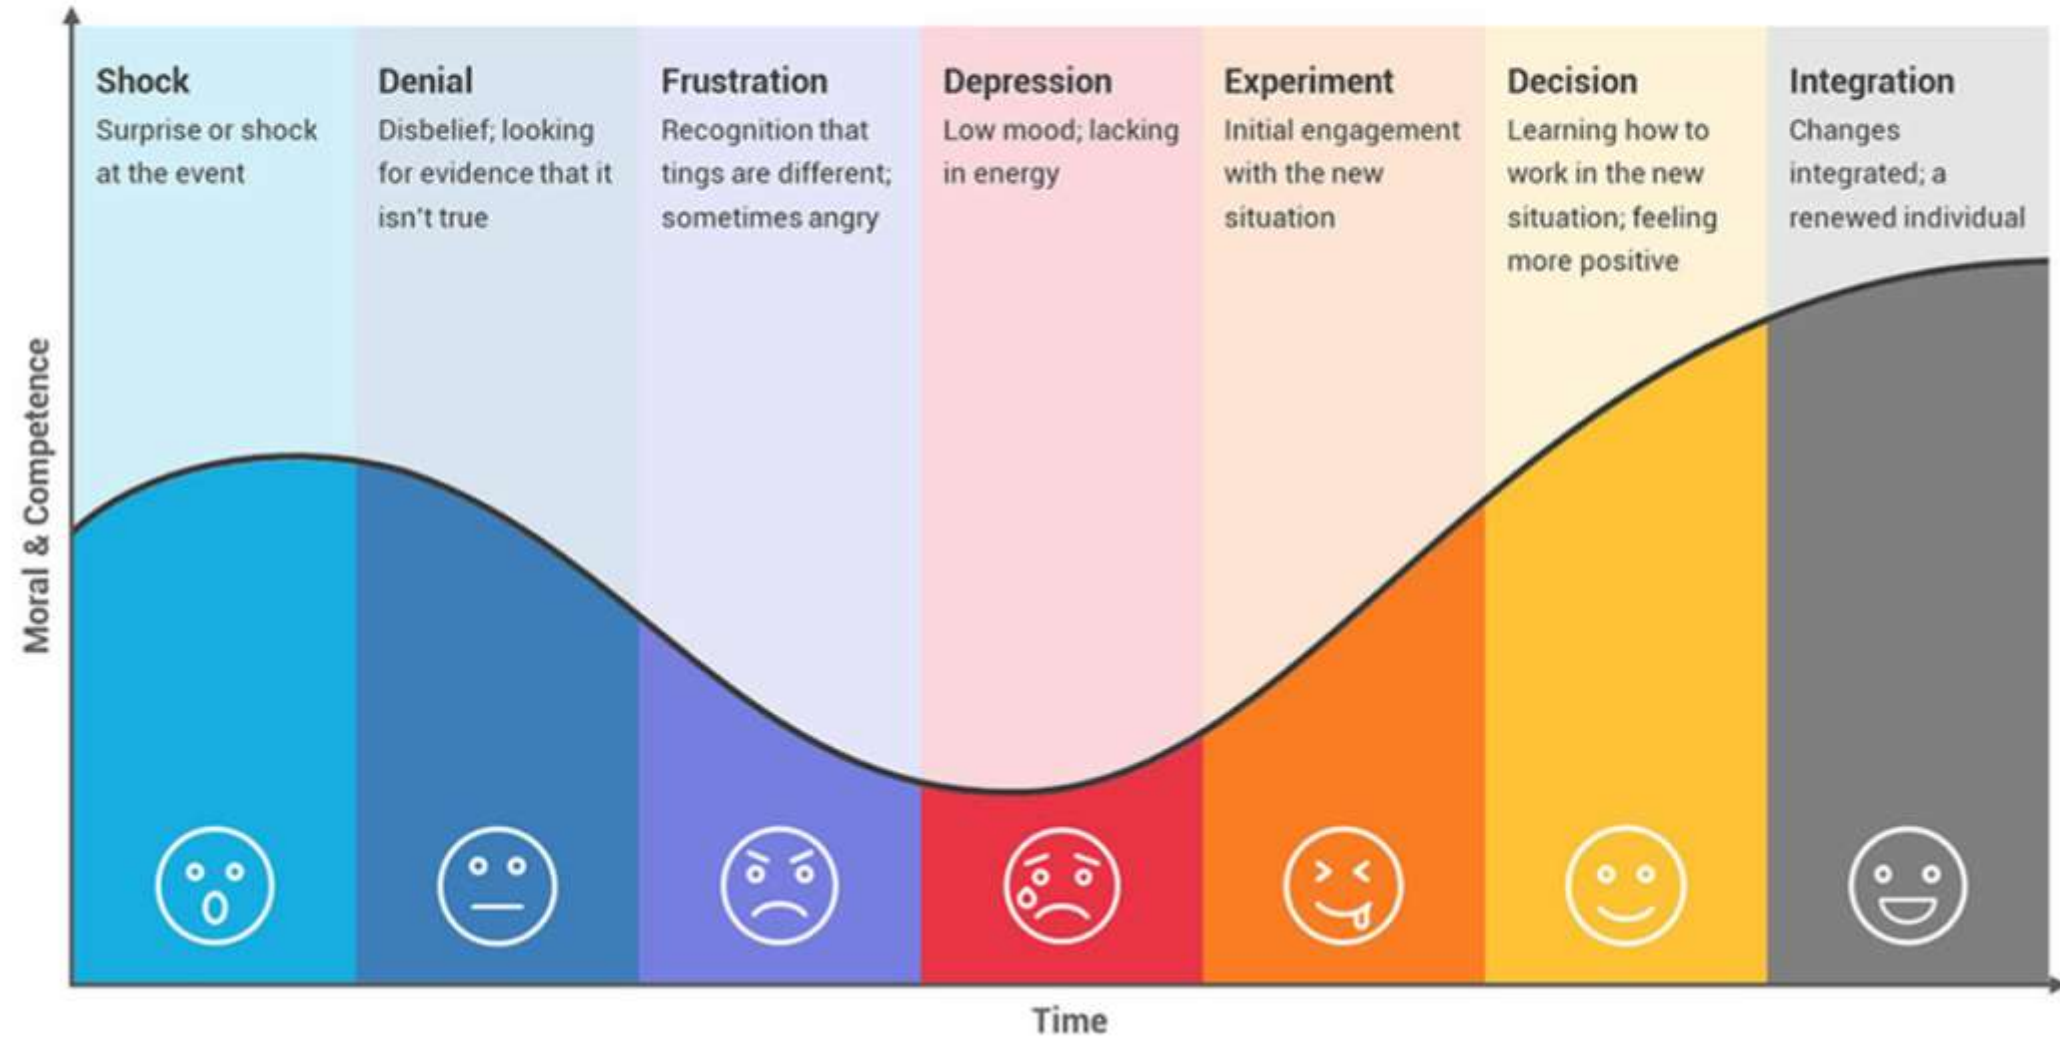 Shock
Surprise or shock
at the event
Denial
Disbelief; looking
for evidence that it
isn't true
Frustration
Recognition that
tings are different;
sometimes angry
Depression
Low mood; lacking
in energy
Experiment
Initial engagement
with the new
situation
Decision
Learning how to
work in the new
situation; feeling
more positive
Integration
Changes
integrated; a
renewed individual
Moral & Competence
Time